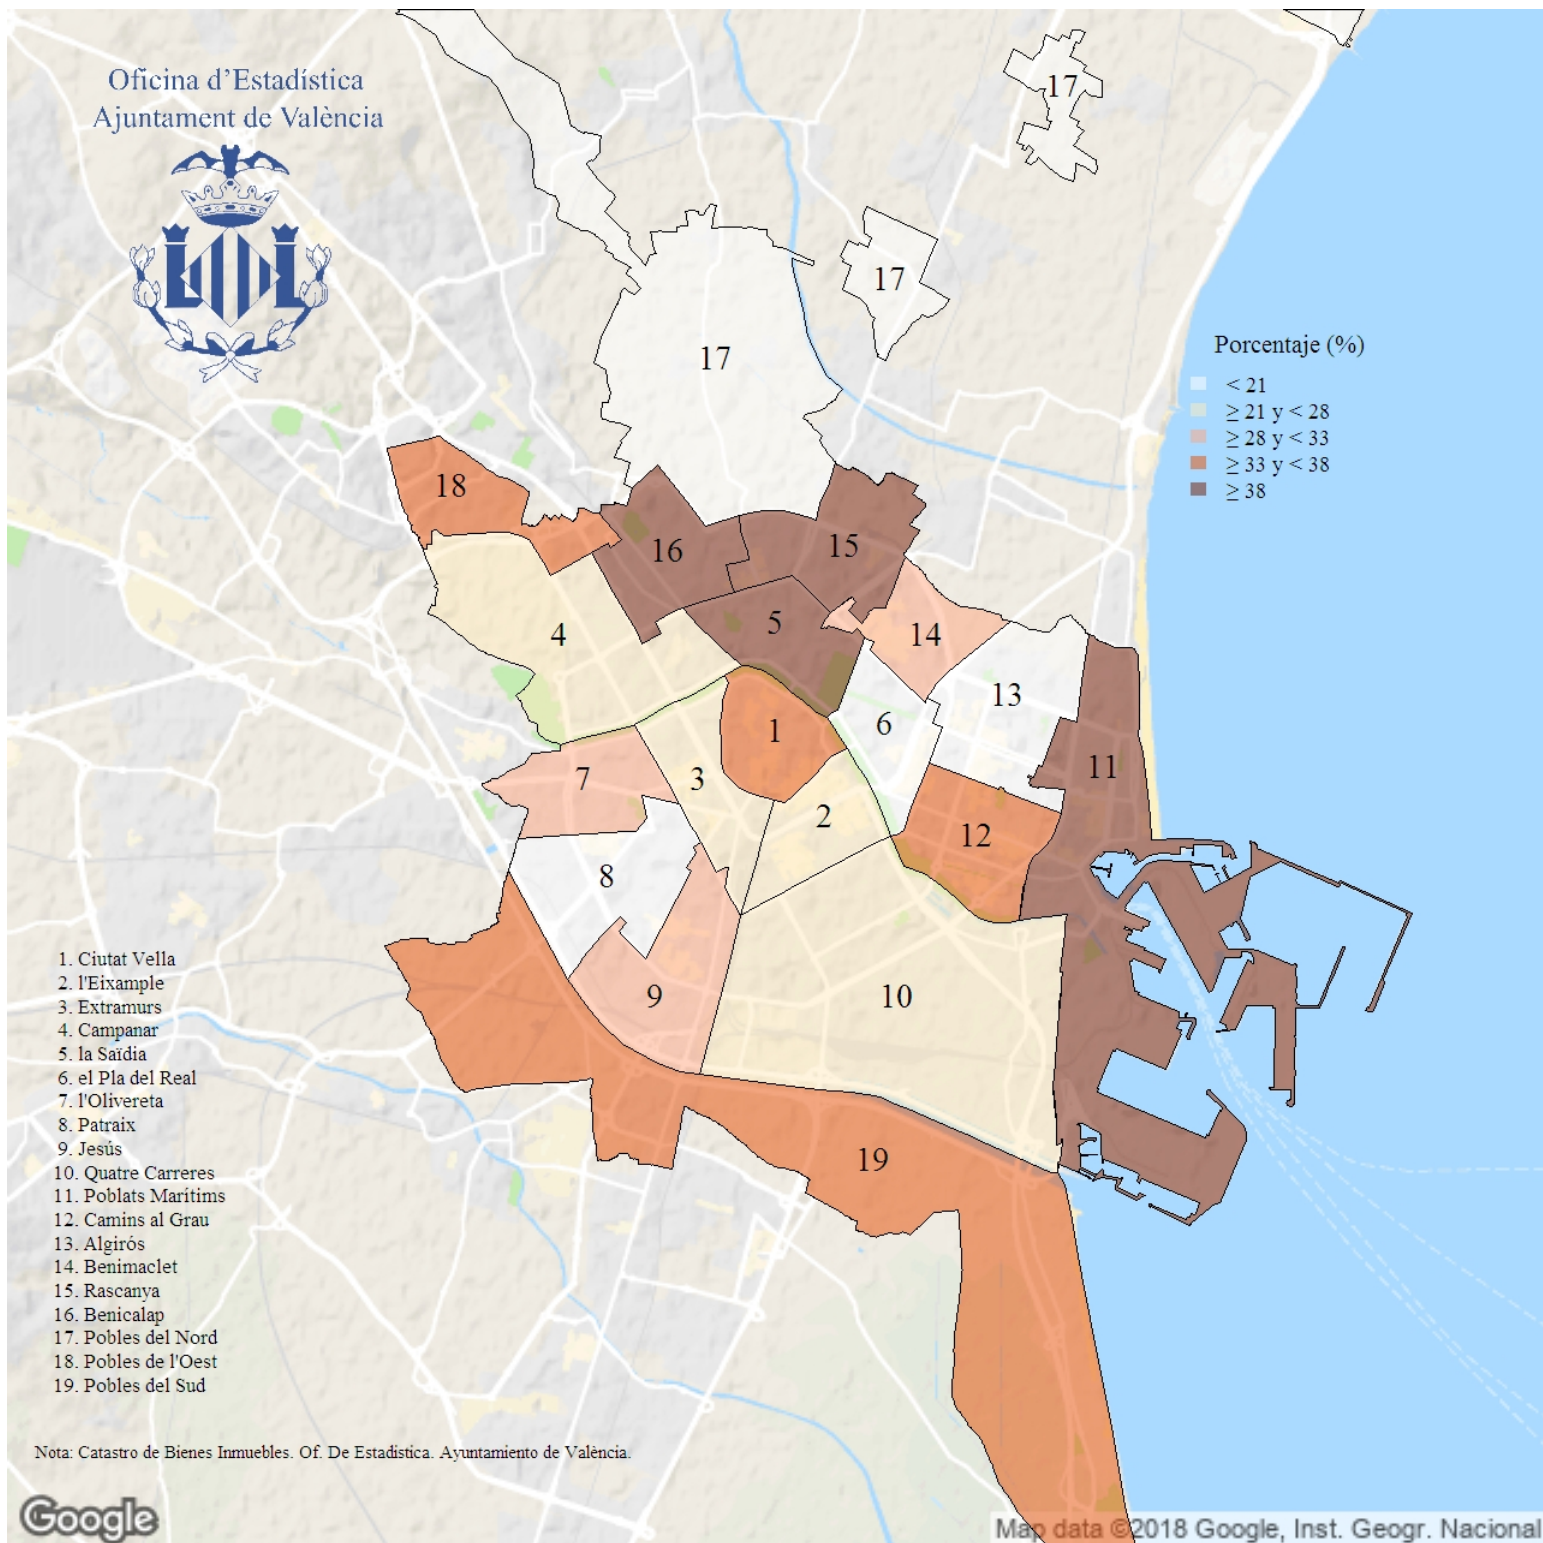 Oficina d'Estadística
Ajuntament de València
17
17
17
Porcentaje (%)
< 21
≥ 21 y < 28
≥ 28 y < 33
≥ 33 y < 38
≥ 38
18
16
15
5
4
14
13
6
1
11
7
3
2
12
8
9
10
19
1. Ciutat Vella
2. l'Eixample
3. Extramurs
4. Campanar
5. la Saïdia
6. el Pla del Real
7. l'Olivereta
8. Patraix
9. Jesús
10. Quatre Carreres
11. Poblats Marítims
12. Camins al Grau
13. Algirós
14. Benimaclet
15. Rascanya
16. Benicalap
17. Pobles del Nord
18. Pobles de l'Oest
19. Pobles del Sud
Nota: Catastro de Bienes Inmuebles. Of. De Estadística. Ayuntamiento de València.
Google
Map data ©2018 Google, Inst. Geogr. Nacional